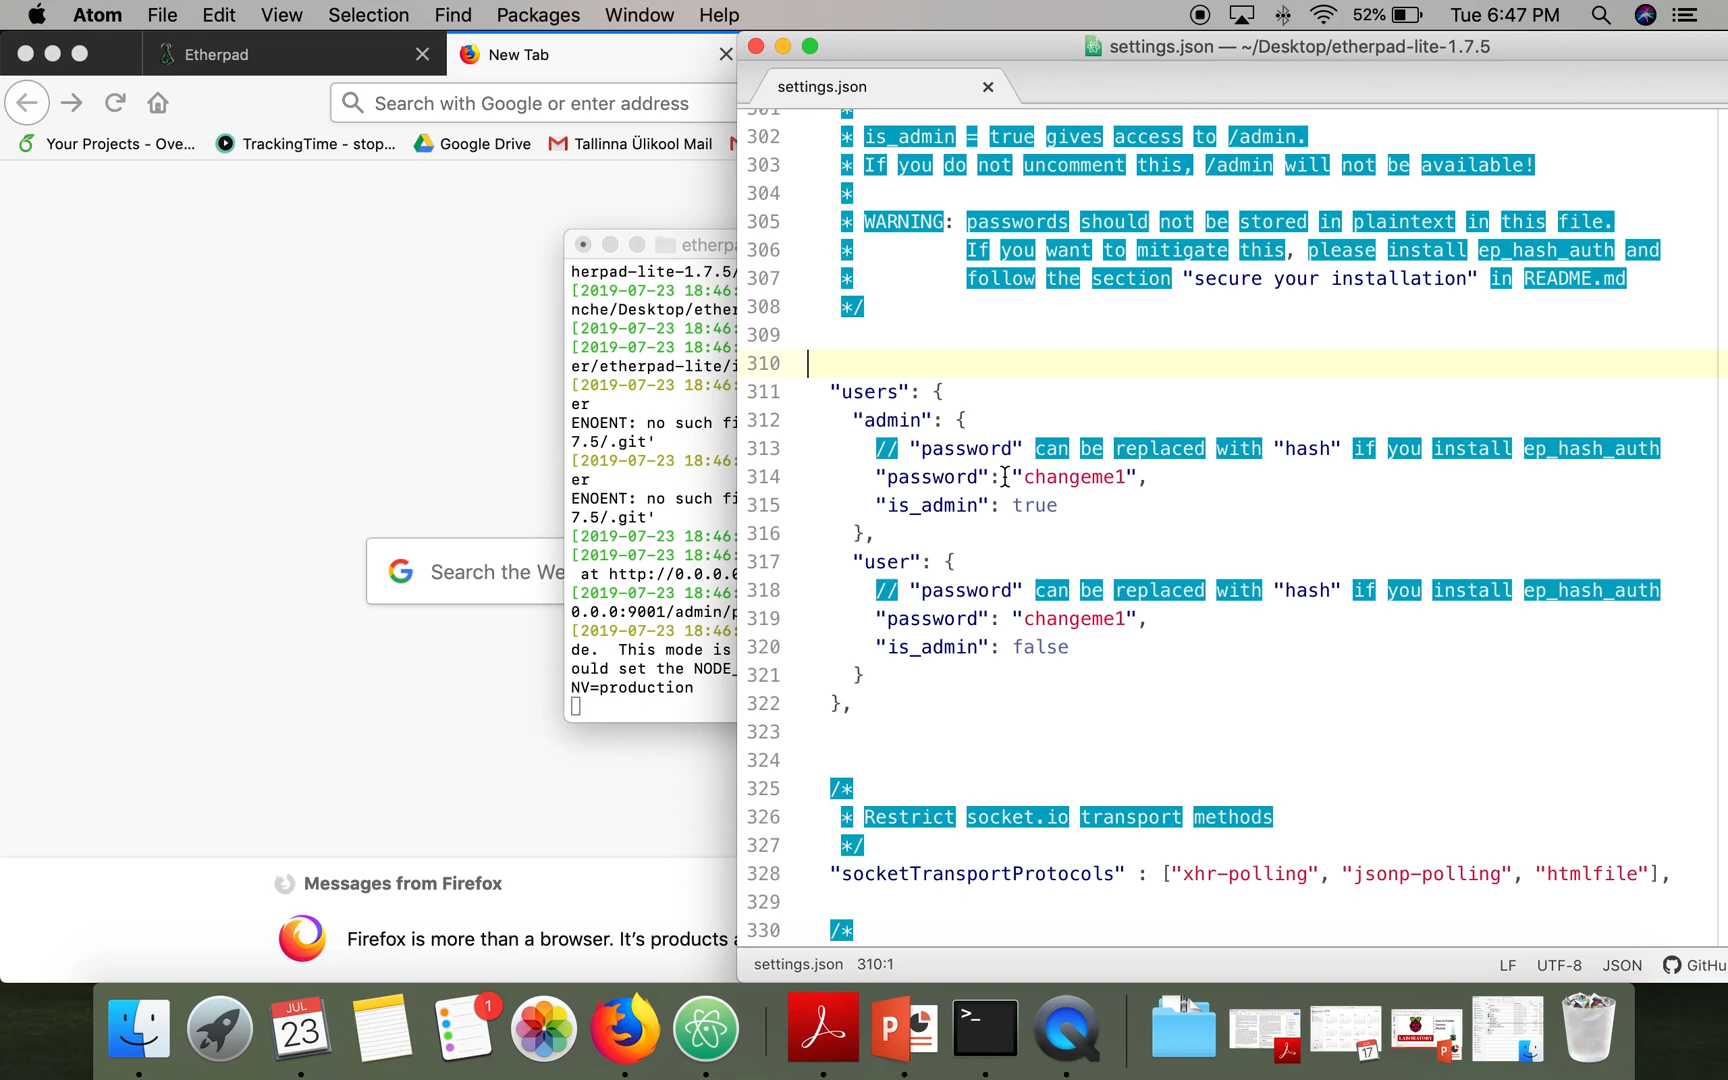 Atom File Edit View Selection Find Packages Window Help
52% Tue 6:47 PM
Etherpad
New Tab
settings.json — ~/Desktop/etherpad-lite-1.7.5
Search with Google or enter address
settings.json
Your Projects - Ove... TrackingTime - stop... Google Drive Tallinna Ülikool Mail
etherpa
herpad-lite-1.7.5/
[2019-07-23 18:46:
nche/Desktop/ether
[2019-07-23 18:46:
[2019-07-23 18:46:
er/etherpad-lite/i
[2019-07-23 18:46:
er
ENOENT: no such fi
7.5/.git'
[2019-07-23 18:46:
er
ENOENT: no such fi
7.5/.git'
[2019-07-23 18:46:
[2019-07-23 18:46:
at http://0.0.0.0
[2019-07-23 18:46:
0.0.0:9001/admin/p
[2019-07-23 18:46:
de. This mode is
ould set the NODE_
NV=production
Search the We
Messages from Firefox
Firefox is more than a browser. It's products a
301 *
302 * is_admin = true gives access to /admin.
303 * If you do not uncomment this, /admin will not be available!
304 *
305 * WARNING: passwords should not be stored in plaintext in this file.
306 * If you want to mitigate this, please install ep_hash_auth and
307 * follow the section "secure your installation" in README.md
308 */
309
310
311 "users": {
312 "admin": {
313 // "password" can be replaced with "hash" if you install ep_hash_auth
314 "password": "changeme1",
315 "is_admin": true
316 },
317 "user": {
318 // "password" can be replaced with "hash" if you install ep_hash_auth
319 "password": "changeme1",
320 "is_admin": false
321 }
322 },
323
324
325 /*
326 * Restrict socket.io transport methods
327 */
328 "socketTransportProtocols" : ["xhr-polling", "jsonp-polling", "htmlfile"],
329
330 /*
settings.json 310:1
LF UTF-8 JSON GitHu
JUL
23
1
P
>_
17
LABORATORY